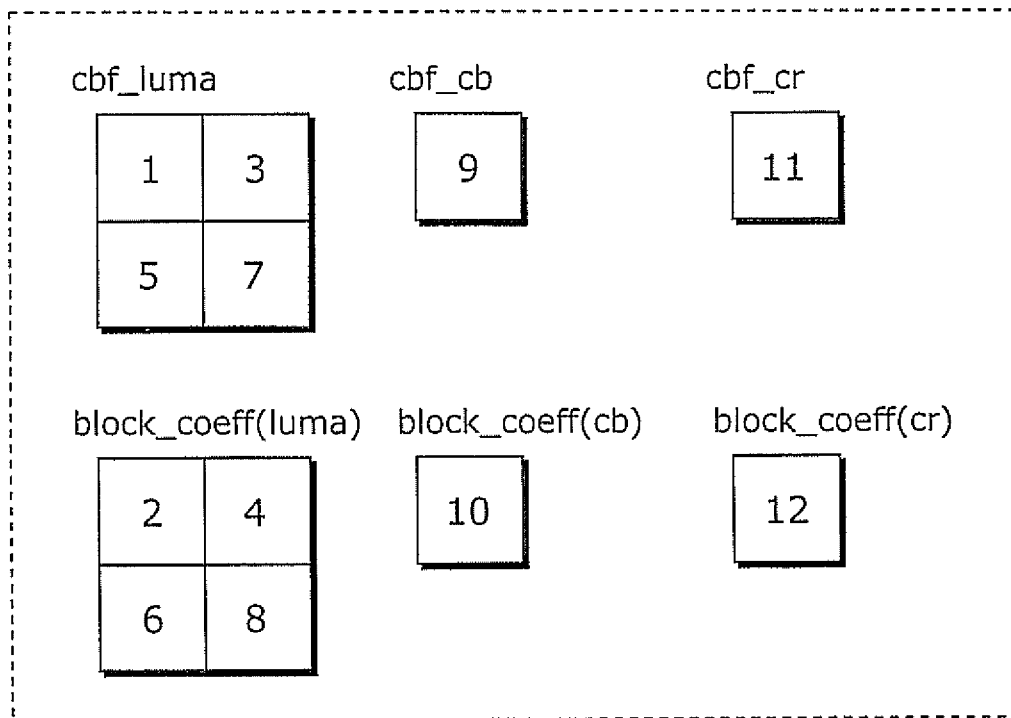 cbf_luma cbf_cb cbf_cr
1 3 9 11
5 7
block_coeff(luma) block_coeff(cb) block_coeff(cr)
2 4 10 12
6 8